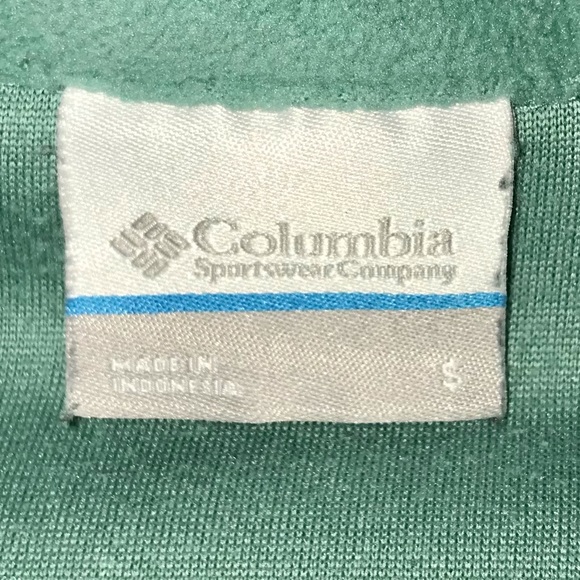 Columbia
Sportswear Company
MADE IN
INDONESIA
S